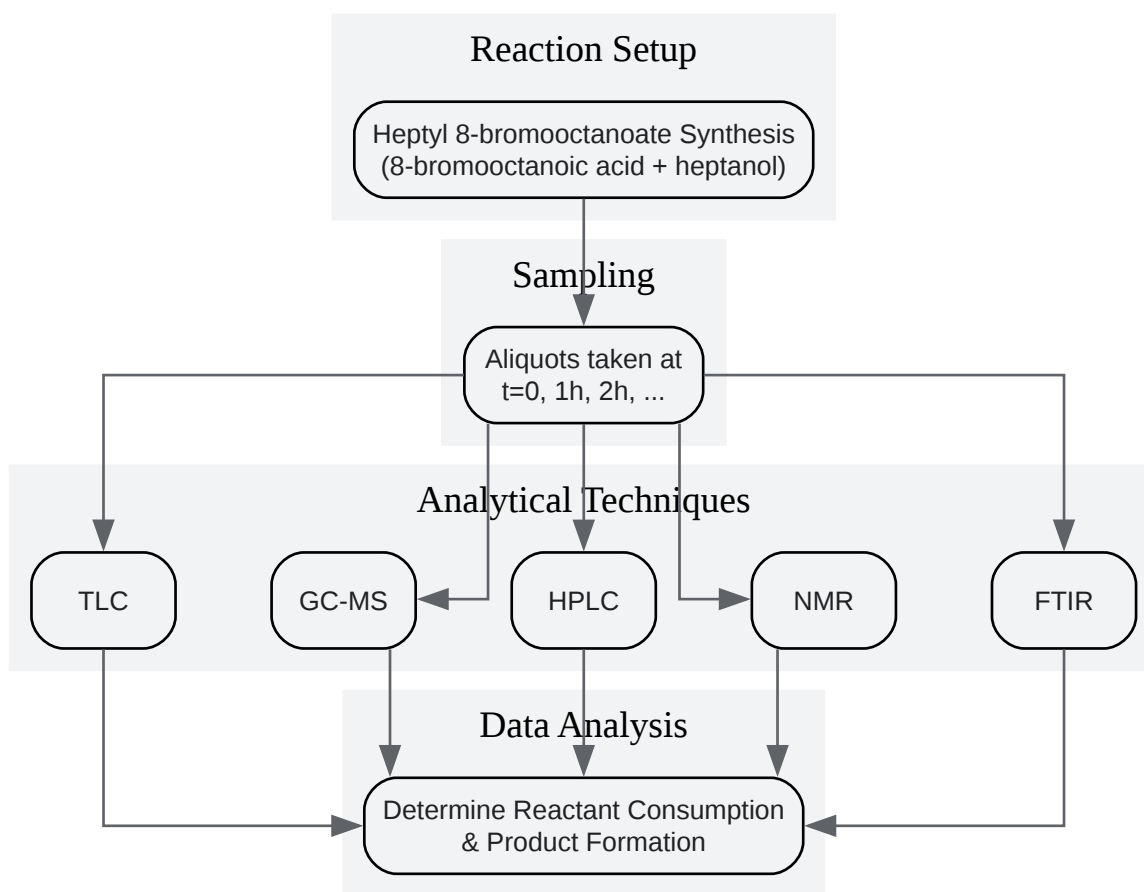 Reaction Setup
Heptyl 8-bromooctanoate Synthesis
(8-bromooctanoic acid + heptanol)
Sampling
Aliquots taken at
t=0, 1h, 2h, ...
Analytical Techniques
TLC
GC-MS
HPLC
NMR
FTIR
Data Analysis
Determine Reactant Consumption
& Product Formation